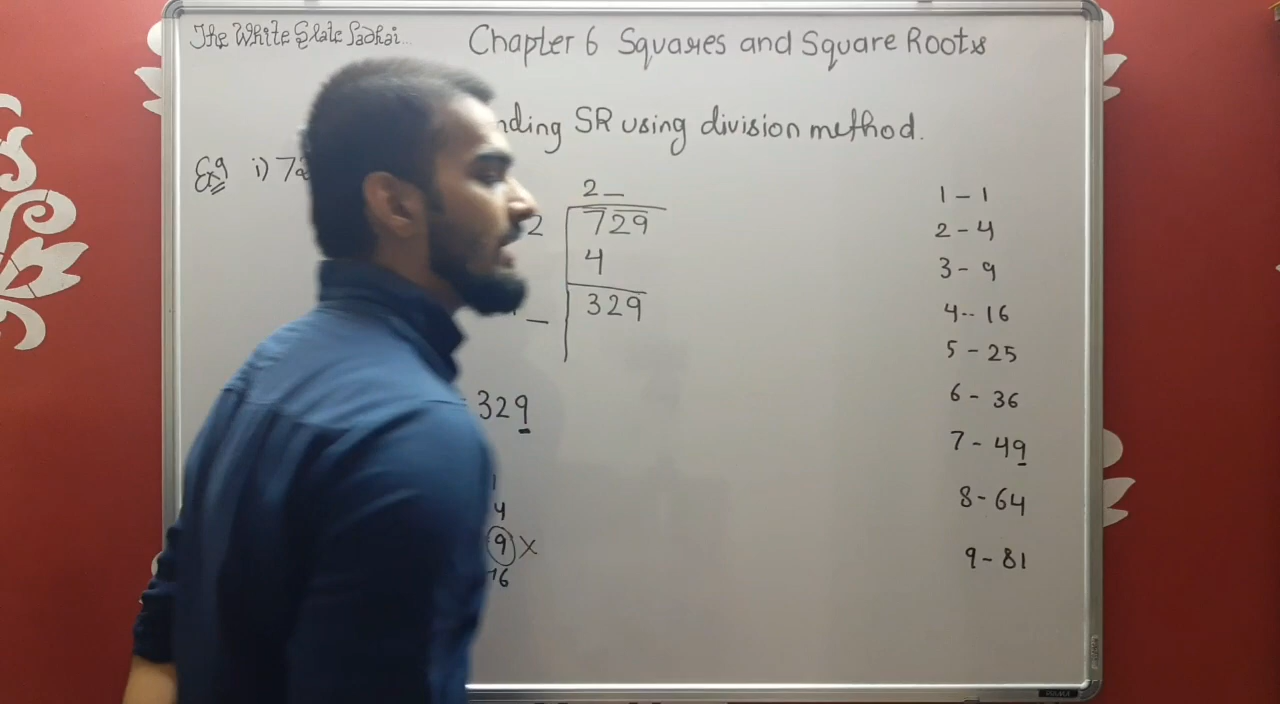 The White Slate Padhai...
Chapter 6 Squares and Square Roots
nding SR using division method.
Eg i) 72
2 _
2 729
4
_ 329
329
1
4
9 X
16
1 - 1
2 - 4
3 - 9
4 -- 16
5 - 25
6 - 36
7 - 49
8 - 64
9 - 81